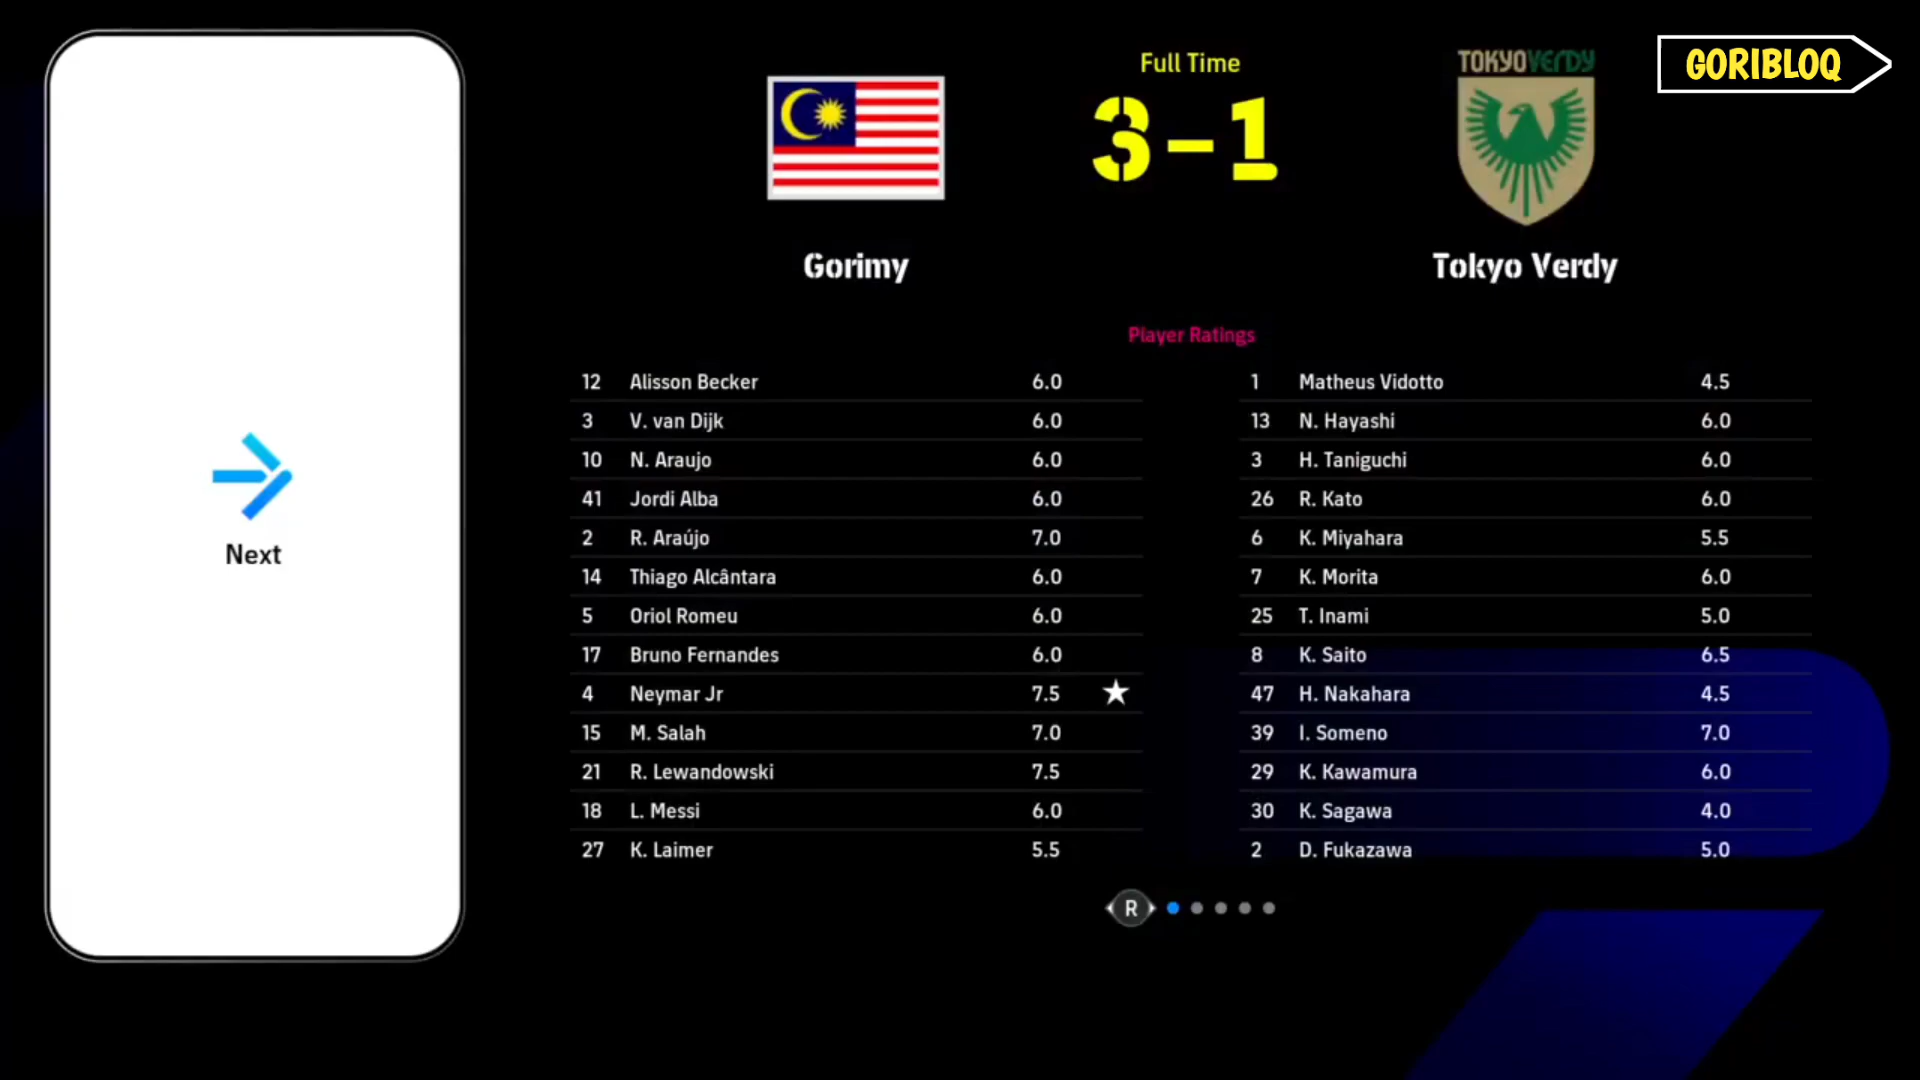 Full Time
TOKYO VERDY
GORIBLOQ
3-1
Gorimy
Tokyo Verdy
Player Ratings
12 Alisson Becker 6.0
1 Matheus Vidotto 4.5
3 V. van Dijk 6.0
13 N. Hayashi 6.0
10 N. Araujo 6.0
3 H. Taniguchi 6.0
41 Jordi Alba 6.0
26 R. Kato 6.0
2 R. Araújo 7.0
6 K. Miyahara 5.5
14 Thiago Alcântara 6.0
7 K. Morita 6.0
5 Oriol Romeu 6.0
25 T. Inami 5.0
17 Bruno Fernandes 6.0
8 K. Saito 6.5
4 Neymar Jr 7.5 ★
47 H. Nakahara 4.5
15 M. Salah 7.0
39 I. Someno 7.0
21 R. Lewandowski 7.5
29 K. Kawamura 6.0
18 L. Messi 6.0
30 K. Sagawa 4.0
27 K. Laimer 5.5
2 D. Fukazawa 5.0
R
Next